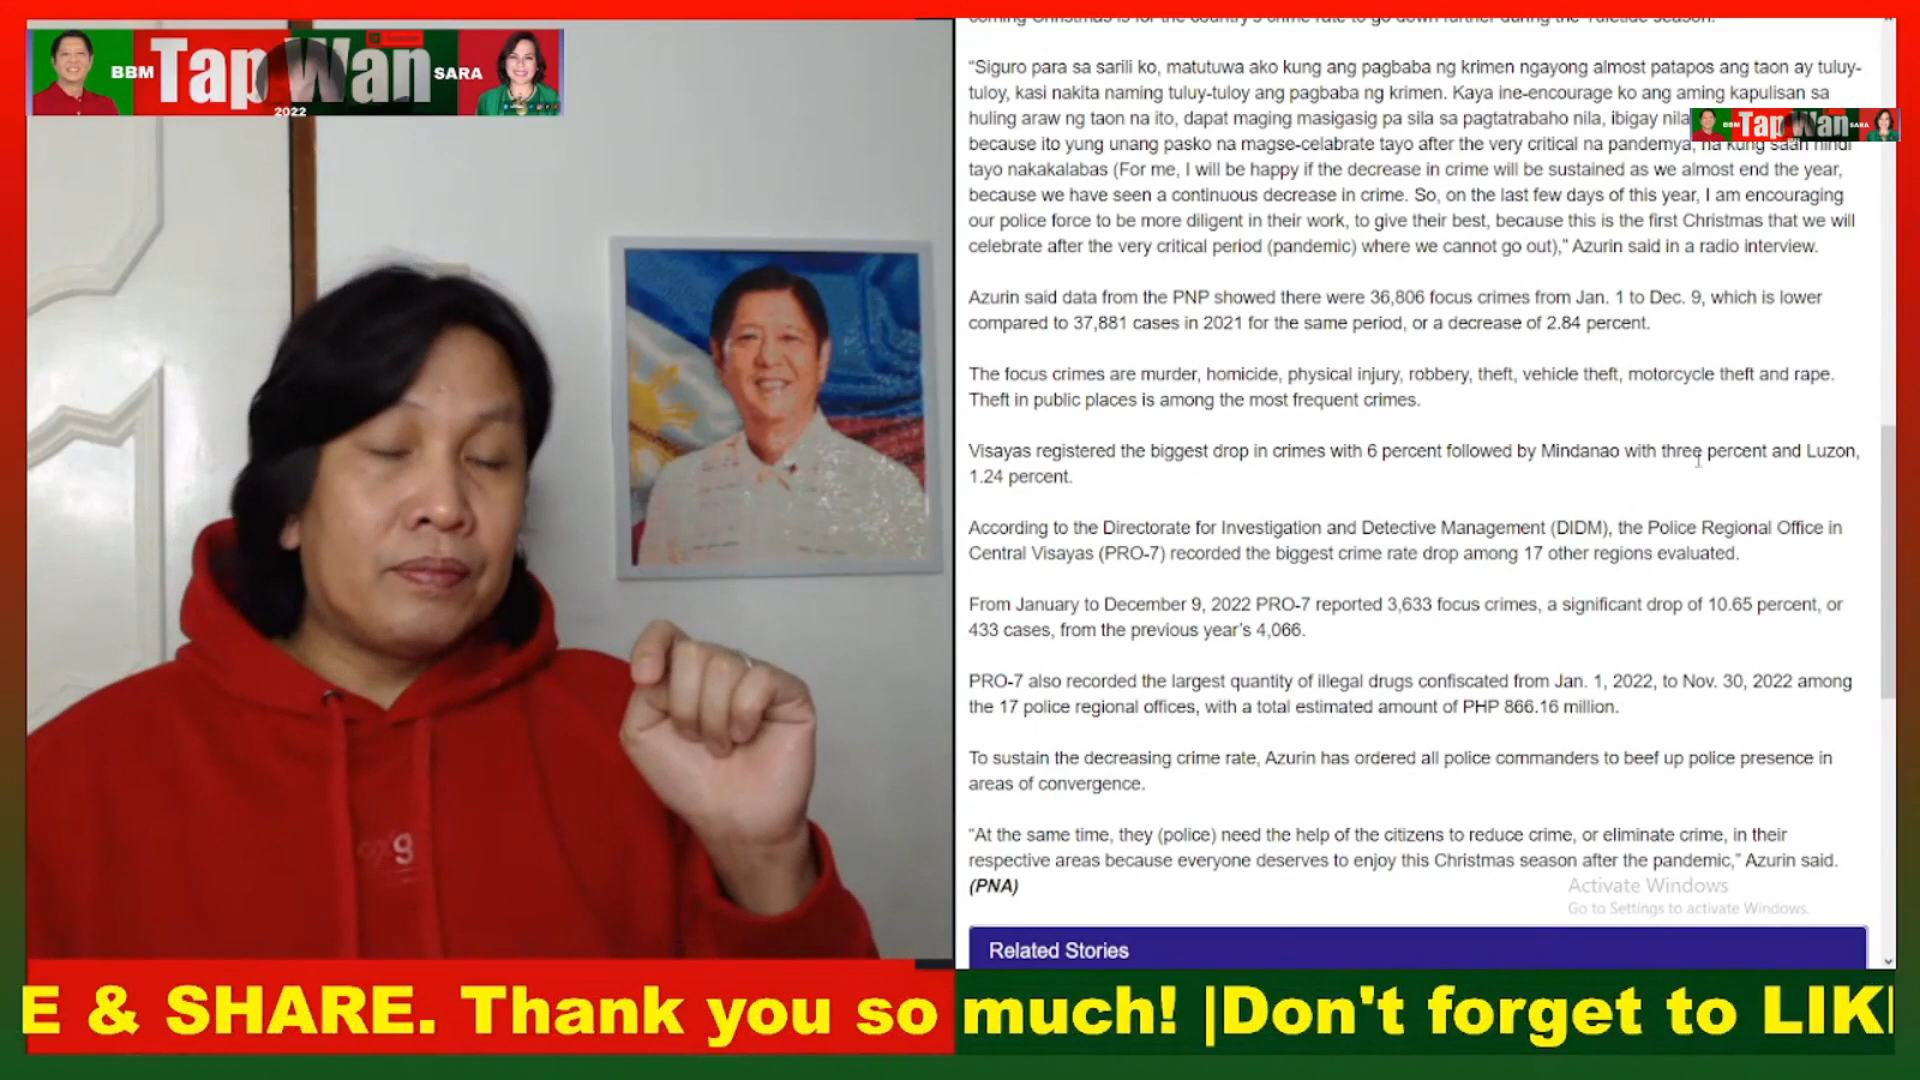 BBM Tap Wan SARA
2022
"Siguro para sa sarili ko, matutuwa ako kung ang pagbaba ng krimen ngayong almost patapos ang taon ay tuluy-
tuloy, kasi nakita naming tuluy-tuloy ang pagbaba ng krimen. Kaya ine-encourage ko ang aming kapulisan sa
huling araw ng taon na ito, dapat maging masigasig pa sila sa pagtatrabaho nila, ibigay nila
BBM Tap Wan SARA
because ito yung unang pasko na magse-celebrate tayo after the very critical na pandemya, na kung saan hindi
tayo nakakalabas (For me, I will be happy if the decrease in crime will be sustained as we almost end the year,
because we have seen a continuous decrease in crime. So, on the last few days of this year, I am encouraging
our police force to be more diligent in their work, to give their best, because this is the first Christmas that we will
celebrate after the very critical period (pandemic) where we cannot go out)," Azurin said in a radio interview.
Azurin said data from the PNP showed there were 36,806 focus crimes from Jan. 1 to Dec. 9, which is lower
compared to 37,881 cases in 2021 for the same period, or a decrease of 2.84 percent.
The focus crimes are murder, homicide, physical injury, robbery, theft, vehicle theft, motorcycle theft and rape.
Theft in public places is among the most frequent crimes.
Visayas registered the biggest drop in crimes with 6 percent followed by Mindanao with three percent and Luzon,
1.24 percent.
According to the Directorate for Investigation and Detective Management (DIDM), the Police Regional Office in
Central Visayas (PRO-7) recorded the biggest crime rate drop among 17 other regions evaluated.
From January to December 9, 2022 PRO-7 reported 3,633 focus crimes, a significant drop of 10.65 percent, or
433 cases, from the previous year's 4,066.
PRO-7 also recorded the largest quantity of illegal drugs confiscated from Jan. 1, 2022, to Nov. 30, 2022 among
the 17 police regional offices, with a total estimated amount of PHP 866.16 million.
To sustain the decreasing crime rate, Azurin has ordered all police commanders to beef up police presence in
areas of convergence.
"At the same time, they (police) need the help of the citizens to reduce crime, or eliminate crime, in their
respective areas because everyone deserves to enjoy this Christmas season after the pandemic," Azurin said.
(PNA)
Activate Windows
Go to Settings to activate Windows.
Related Stories
E & SHARE. Thank you so much! |Don't forget to LIK